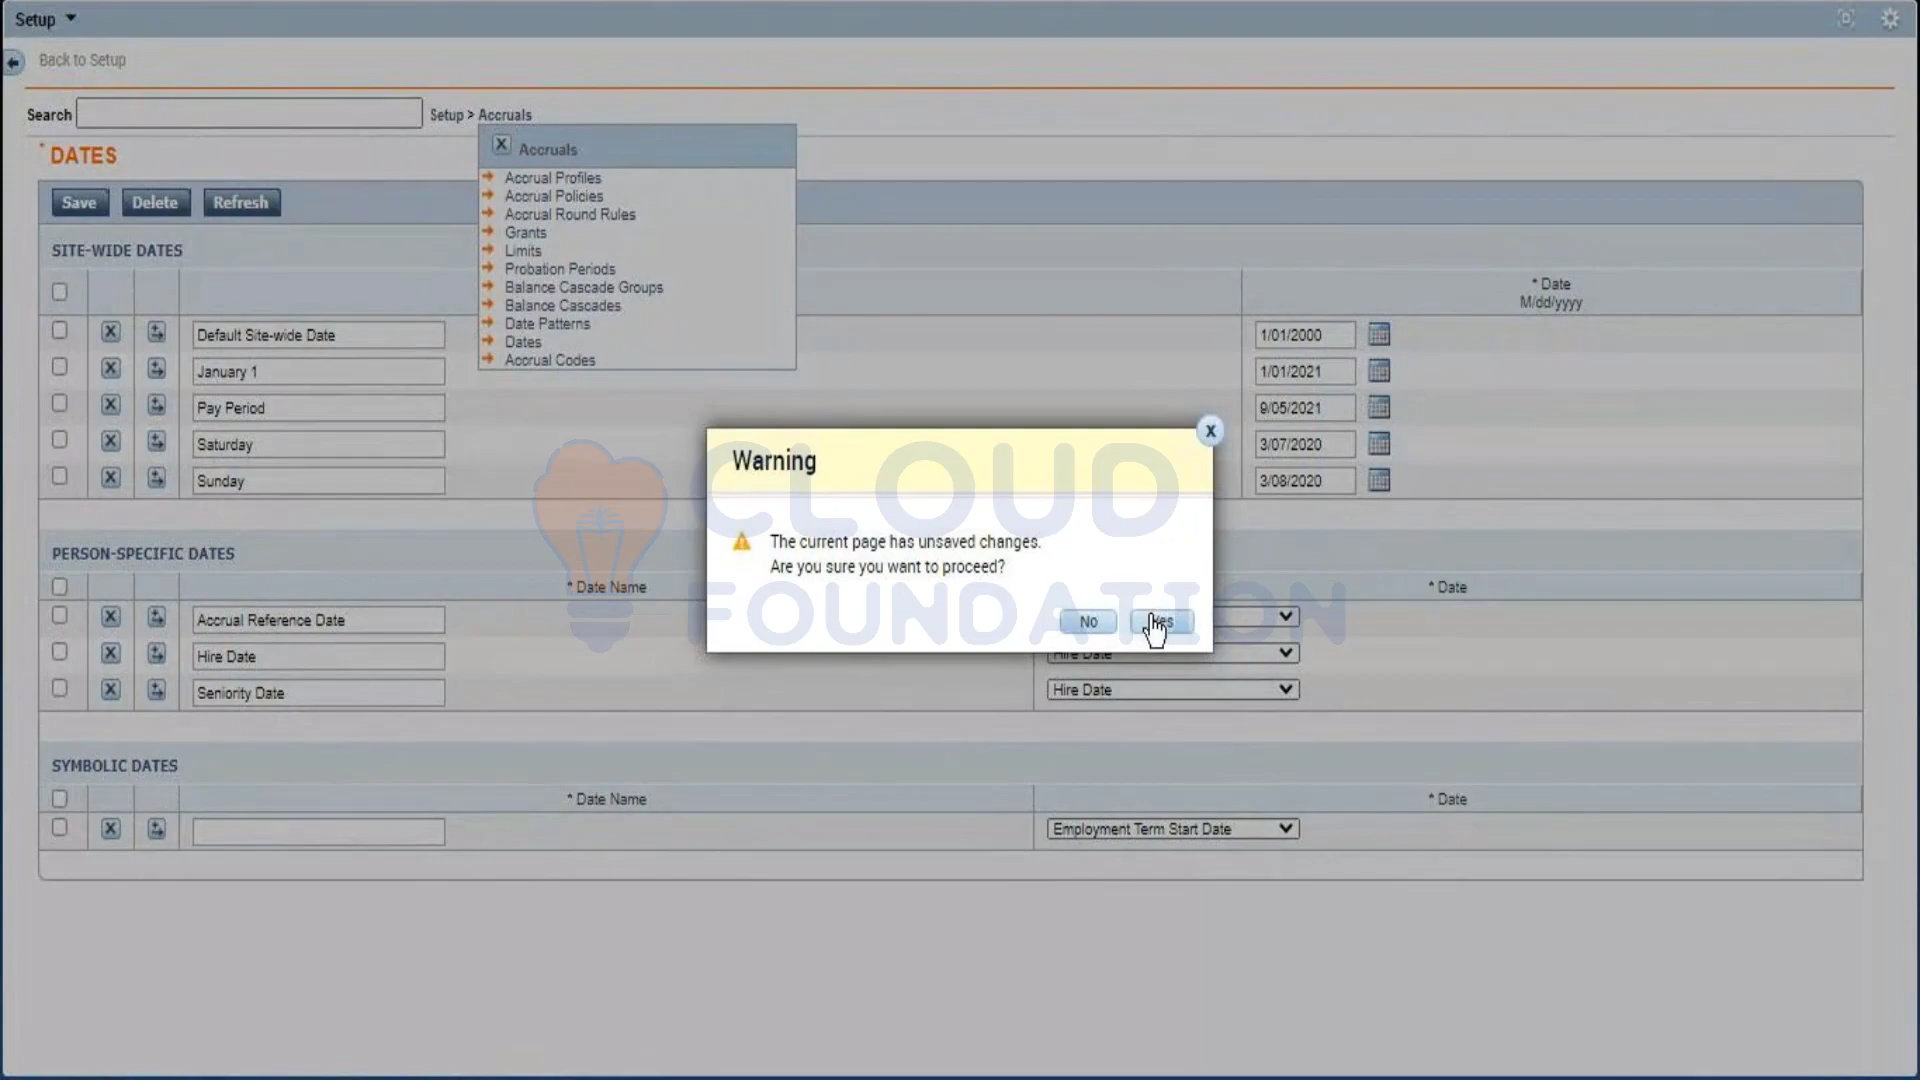 Setup
Back to Setup
Search
Setup > Accruals
* DATES
X Accruals
Accrual Profiles
Accrual Policies
Accrual Round Rules
Grants
Limits
Probation Periods
Balance Cascade Groups
Balance Cascades
Date Patterns
Dates
Accrual Codes
Save Delete Refresh
SITE-WIDE DATES
* Date
M/dd/yyyy
X Default Site-wide Date 1/01/2000
X January 1 1/01/2021
X Pay Period 9/05/2021
X Saturday 3/07/2020
X Sunday 3/08/2020
X
Warning
The current page has unsaved changes.
Are you sure you want to proceed?
No Yes
CLOUD
FOUNDATION
PERSON-SPECIFIC DATES
* Date Name * Date
X Accrual Reference Date
X Hire Date Hire Date
X Seniority Date Hire Date
SYMBOLIC DATES
* Date Name * Date
X Employment Term Start Date